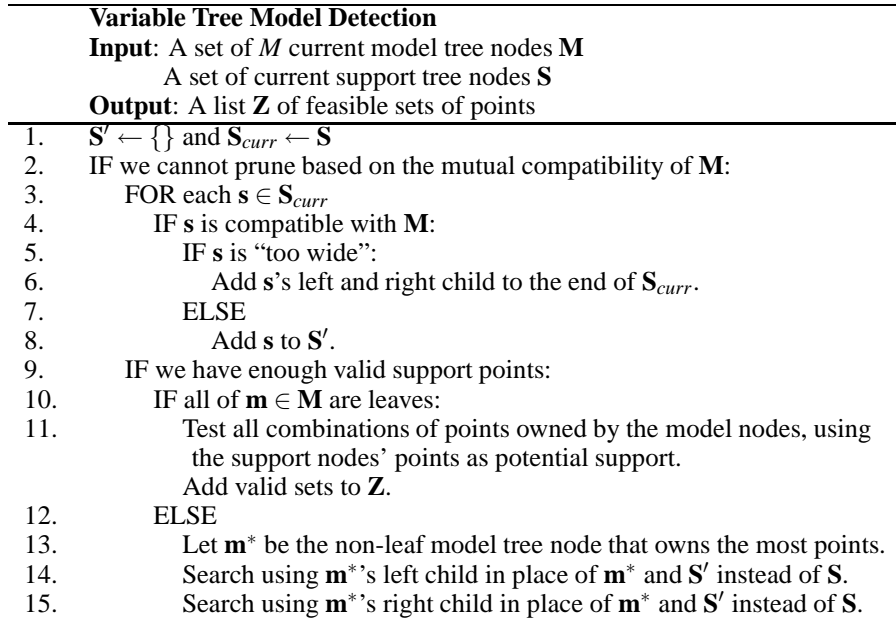 Variable Tree Model Detection
Input: A set of M current model tree nodes M
A set of current support tree nodes S
Output: A list Z of feasible sets of points
1. S′ ← {} and S_curr ← S
2. IF we cannot prune based on the mutual compatibility of M:
3. FOR each s ∈ S_curr
4. IF s is compatible with M:
5. IF s is “too wide”:
6. Add s’s left and right child to the end of S_curr.
7. ELSE
8. Add s to S′.
9. IF we have enough valid support points:
10. IF all of m ∈ M are leaves:
11. Test all combinations of points owned by the model nodes, using
the support nodes’ points as potential support.
Add valid sets to Z.
12. ELSE
13. Let m* be the non-leaf model tree node that owns the most points.
14. Search using m*’s left child in place of m* and S′ instead of S.
15. Search using m*’s right child in place of m* and S′ instead of S.